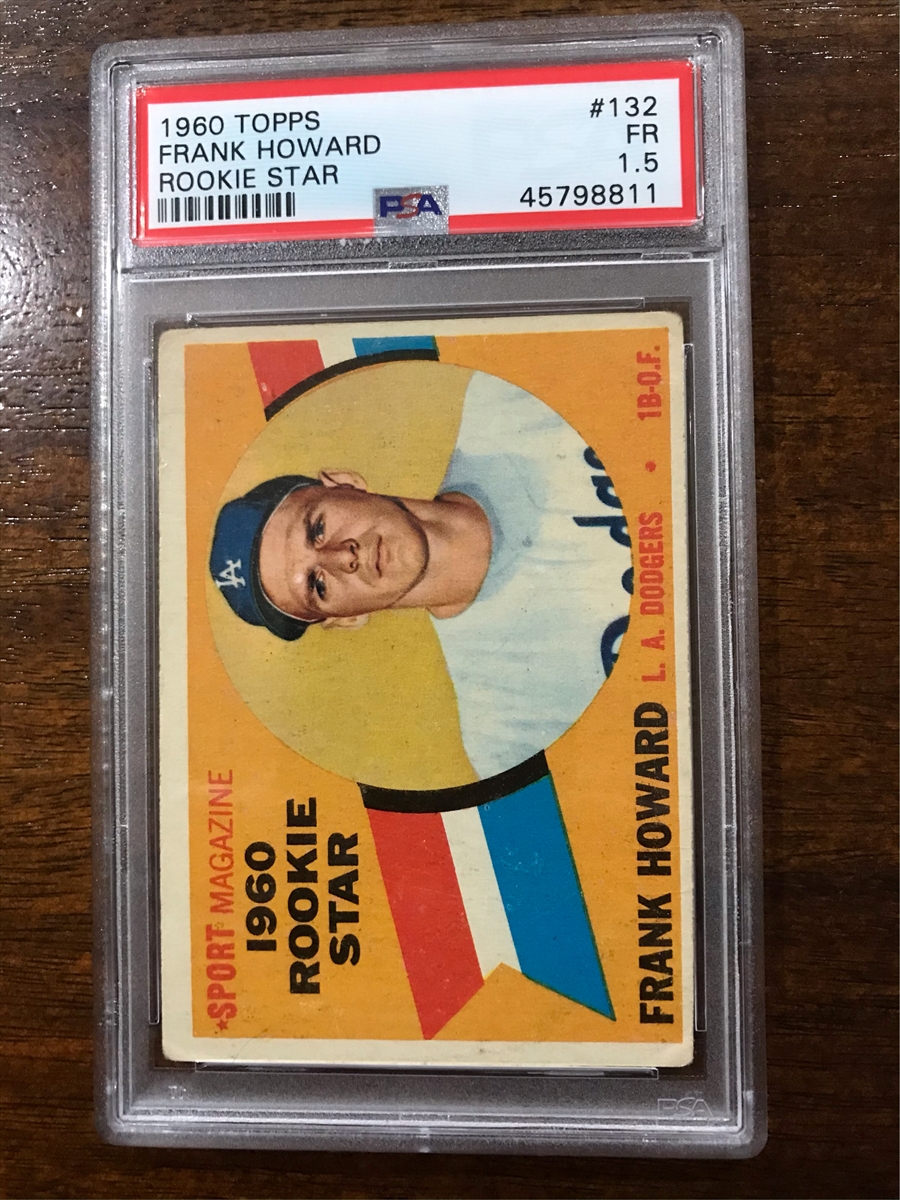 1960 TOPPS #132
FRANK HOWARD FR
ROOKIE STAR 1.5
PSA 45798811
★SPORT MAGAZINE
1960
ROOKIE
STAR
LA
Dodge
FRANK HOWARD L. A. DODGERS • 1B-O.F.
PSA